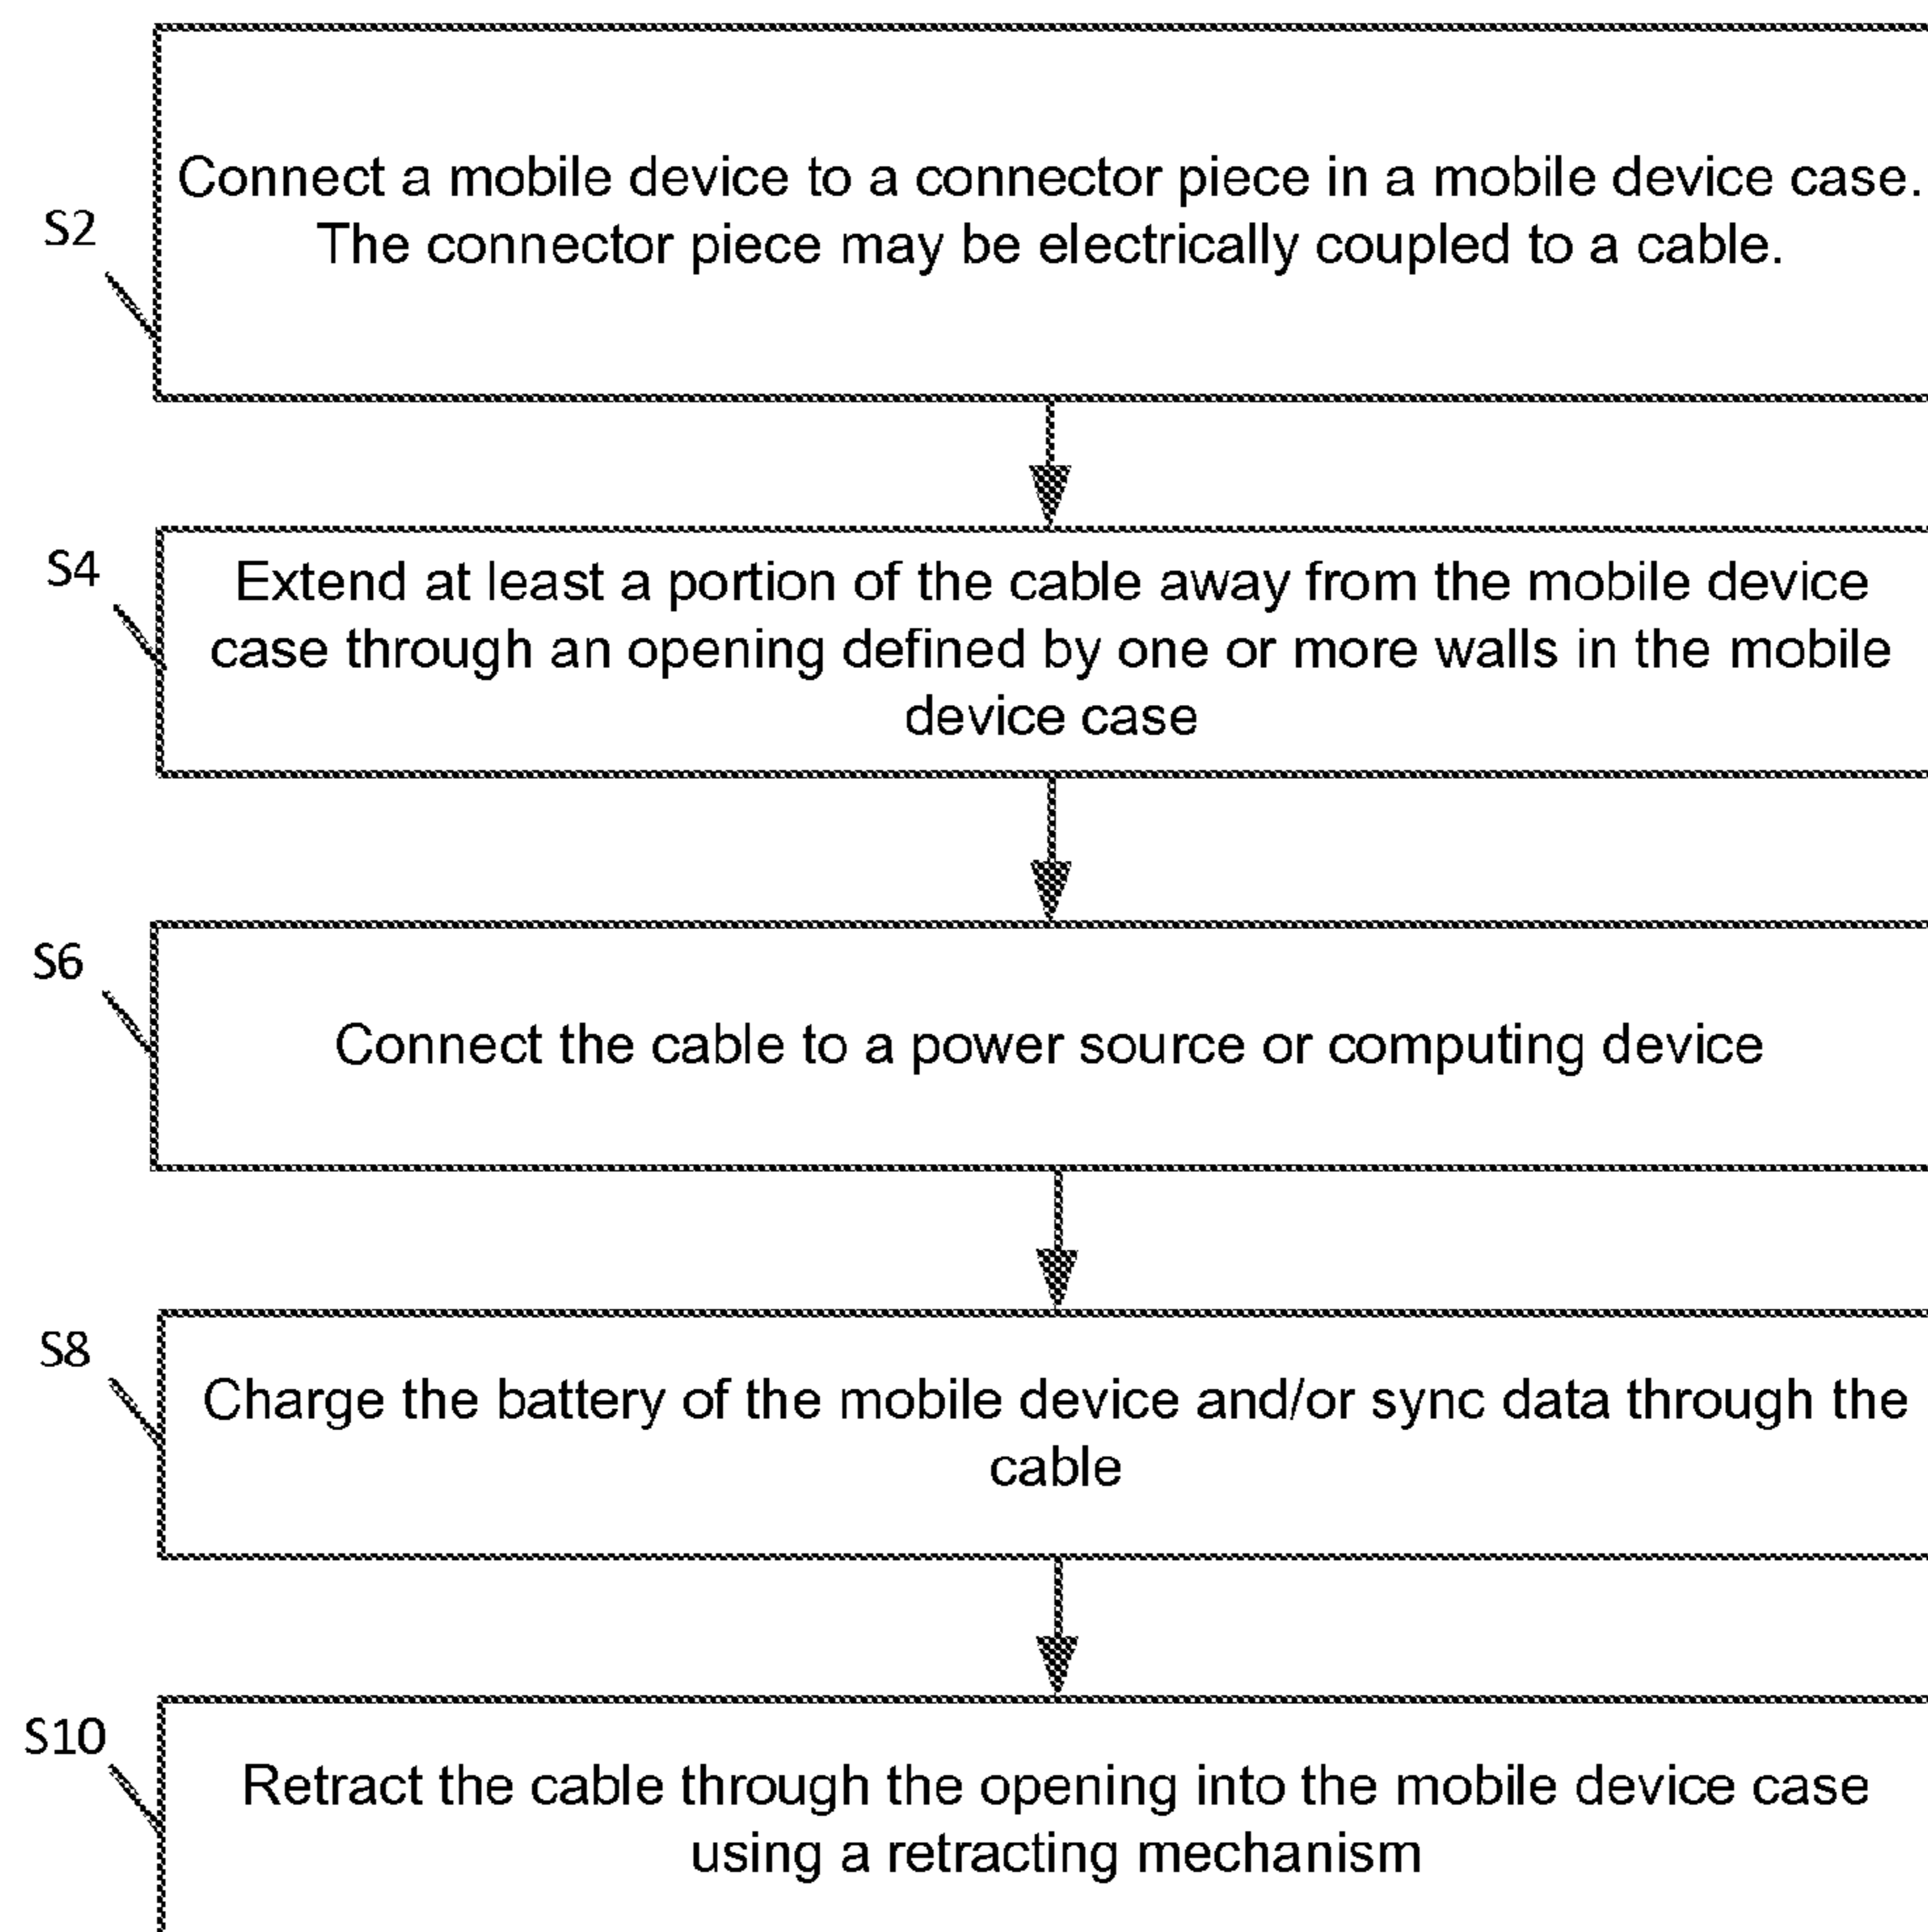 Connect a mobile device to a connector piece in a mobile device case.
The connector piece may be electrically coupled to a cable.
S2
S4
Extend at least a portion of the cable away from the mobile device
case through an opening defined by one or more walls in the mobile
device case
S6
Connect the cable to a power source or computing device
S8
Charge the battery of the mobile device and/or sync data through the
cable
S10
Retract the cable through the opening into the mobile device case
using a retracting mechanism